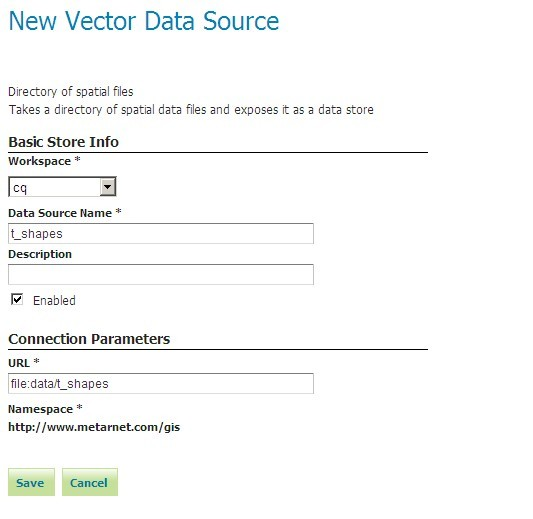 New Vector Data Source
Directory of spatial files
Takes a directory of spatial data files and exposes it as a data store
Basic Store Info
Workspace *
cq
Data Source Name *
t_shapes
Description
Enabled
Connection Parameters
URL *
file:data/t_shapes
Namespace *
http://www.metarnet.com/gis
Save Cancel